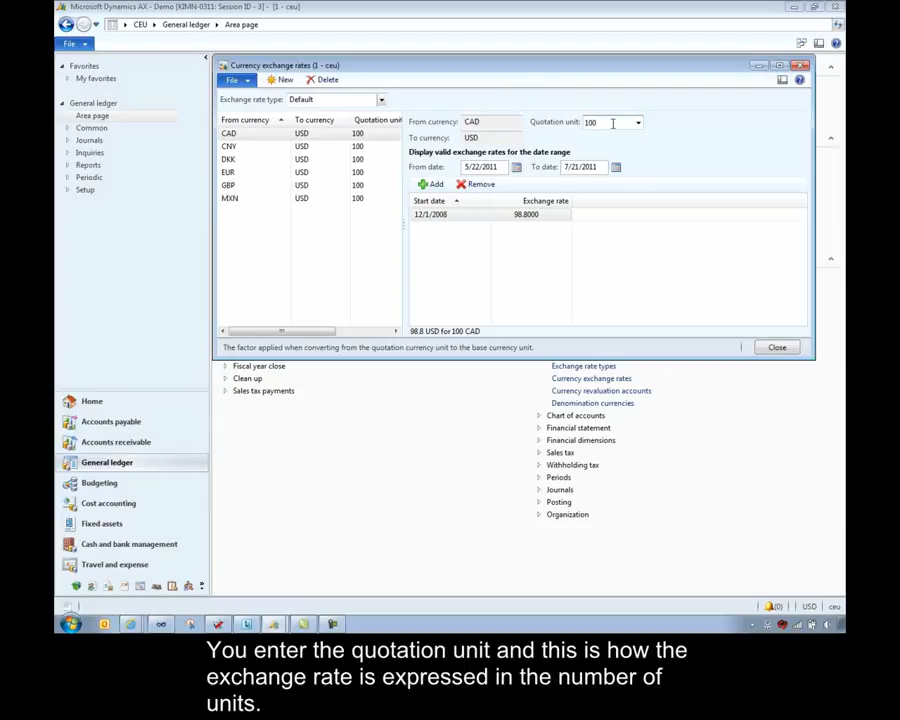 Microsoft Dynamics AX - Demo [KIMN-0311: Session ID - 3] - [1 - ceu]
CEU General ledger Area page
File
Favorites
My favorites
General ledger
Area page
Common
Journals
Inquiries
Reports
Periodic
Setup
Currency exchange rates (1 - ceu)
File New Delete
Exchange rate type: Default
From currency To currency Quotation unit
CAD USD 100
CNY USD 100
DKK USD 100
EUR USD 100
GBP USD 100
MXN USD 100
From currency: CAD Quotation unit: 100
To currency: USD
Display valid exchange rates for the date range
From date: 5/22/2011 To date: 7/21/2011
Add Remove
Start date Exchange rate
12/1/2008 98.8000
98.8 USD for 100 CAD
The factor applied when converting from the quotation currency unit to the base currency unit. Close
Fiscal year close
Clean up
Sales tax payments
Exchange rate types
Currency exchange rates
Currency revaluation accounts
Denomination currencies
Chart of accounts
Financial statement
Financial dimensions
Sales tax
Withholding tax
Periods
Journals
Posting
Organization
Home
Accounts payable
Accounts receivable
General ledger
Budgeting
Cost accounting
Fixed assets
Cash and bank management
Travel and expense
(0) USD ceu
You enter the quotation unit and this is how the
exchange rate is expressed in the number of
units.